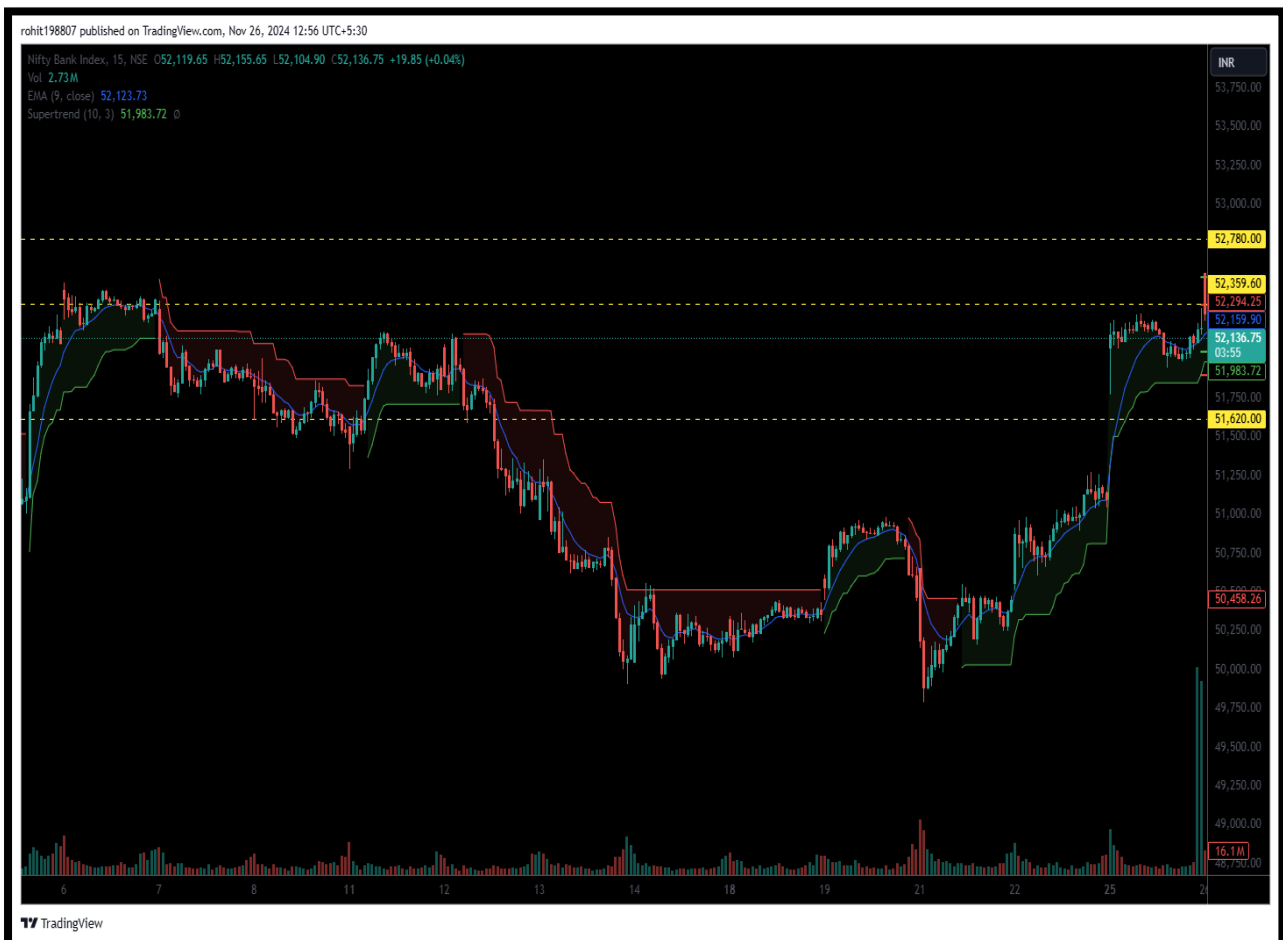 rohit198807 published on TradingView.com, Nov 26, 2024 12:56 UTC+5:30
Nifty Bank Index, 15, NSE O52,119.65 H52,155.65 L52,104.90 C52,136.75 +19.85 (+0.04%)
Vol 2.73M
EMA (9, close) 52,123.73
Supertrend (10, 3) 51,983.72 ∅
INR
53,750.00
53,500.00
53,250.00
53,000.00
52,780.00
52,359.60
52,294.25
52,159.90
52,136.75
03:55
51,983.72
51,750.00
51,620.00
51,500.00
51,250.00
51,000.00
50,750.00
50,458.26
50,250.00
50,000.00
49,750.00
49,500.00
49,250.00
49,000.00
16.1M
48,750.00
6 7 8 11 12 13 14 18 19 21 22 25
TradingView